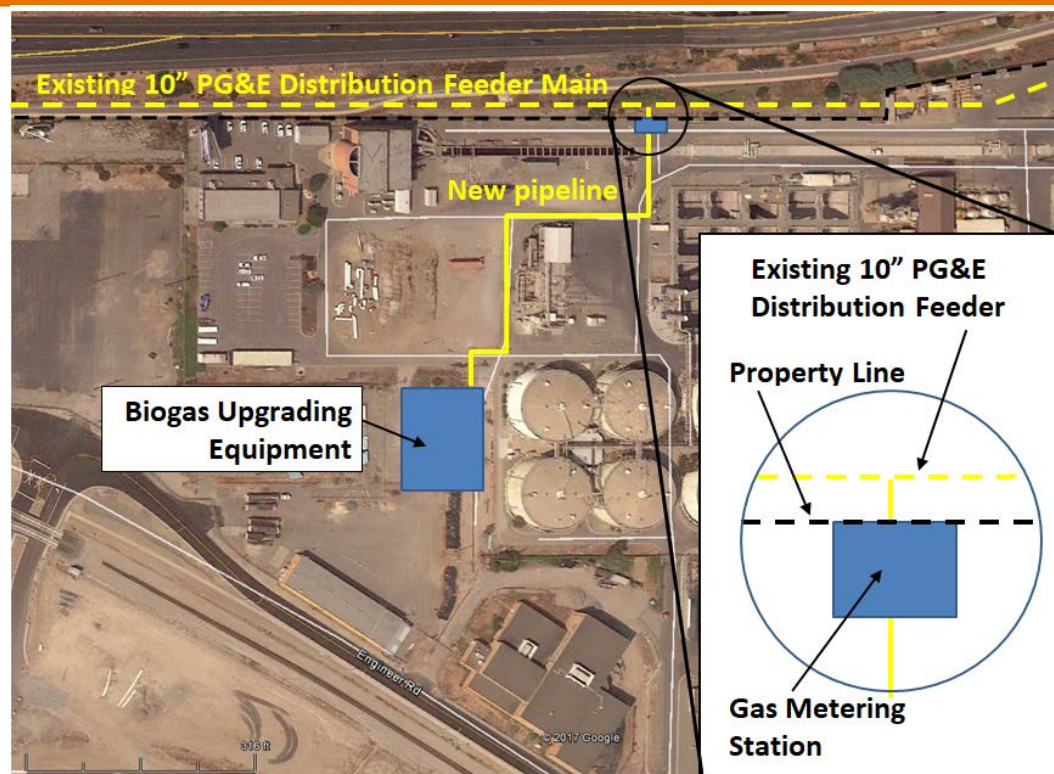 Existing 10” PG&E Distribution Feeder Main
New pipeline
Biogas Upgrading
Equipment
Existing 10” PG&E
Distribution Feeder
Property Line
Gas Metering
Station
Engineer Rd
© 2017 Google
316 ft